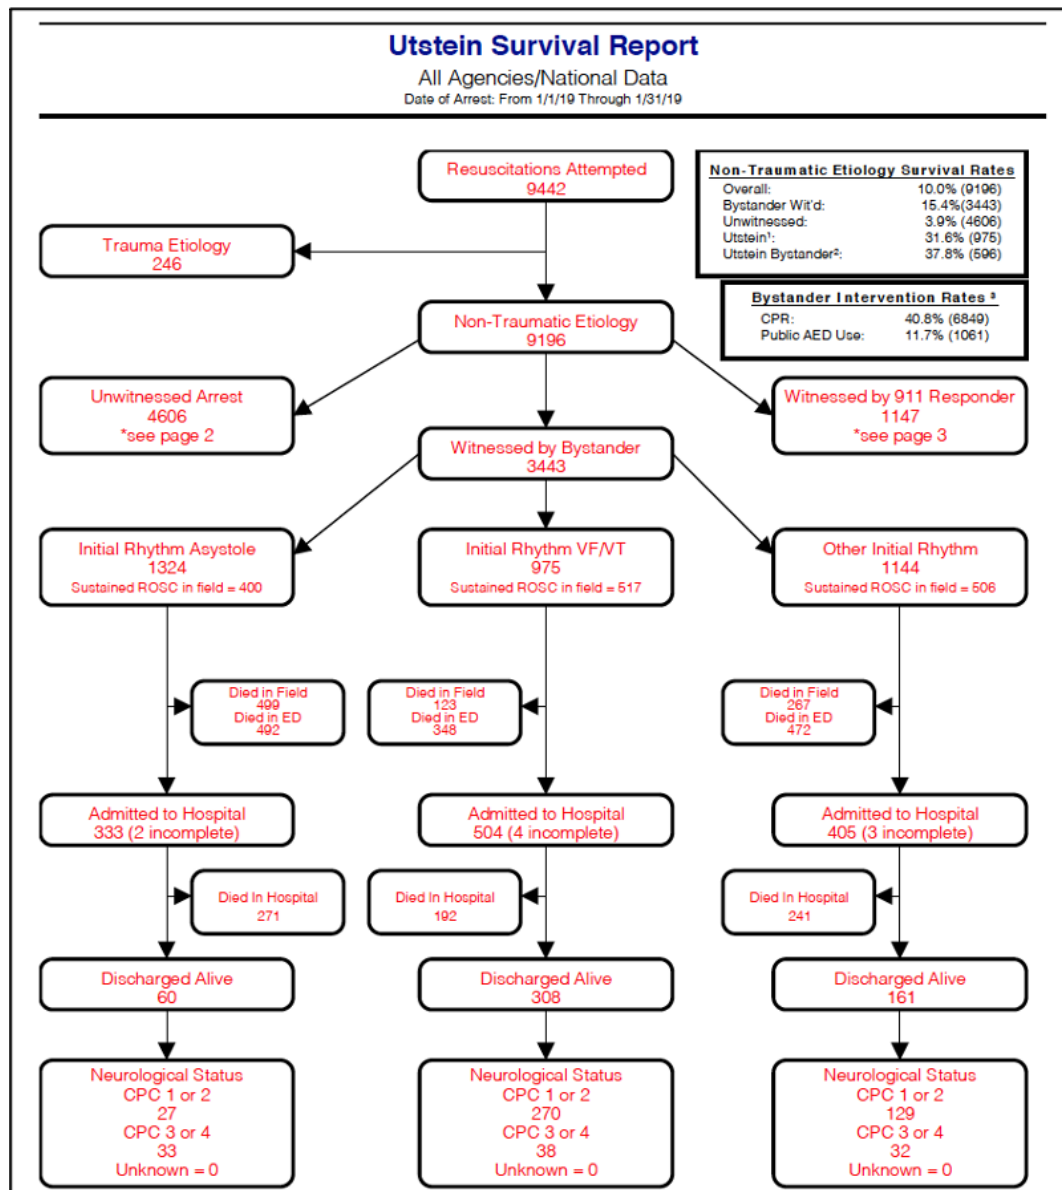 Utstein Survival Report
All Agencies/National Data
Date of Arrest: From 1/1/19 Through 1/31/19
Resuscitations Attempted
9442
Non-Traumatic Etiology Survival Rates
Overall: 10.0% (9196)
Bystander Wit'd: 15.4%(3443)
Unwitnessed: 3.9% (4606)
Utstein¹: 31.6% (975)
Utstein Bystander²: 37.8% (596)
Bystander Intervention Rates ³
CPR: 40.8% (6849)
Public AED Use: 11.7% (1061)
Trauma Etiology
246
Non-Traumatic Etiology
9196
Unwitnessed Arrest
4606
*see page 2
Witnessed by 911 Responder
1147
*see page 3
Witnessed by Bystander
3443
Initial Rhythm Asystole
1324
Sustained ROSC in field = 400
Initial Rhythm VF/VT
975
Sustained ROSC in field = 517
Other Initial Rhythm
1144
Sustained ROSC in field = 506
Died in Field
499
Died in ED
492
Died in Field
123
Died in ED
348
Died in Field
267
Died in ED
472
Admitted to Hospital
333 (2 incomplete)
Admitted to Hospital
504 (4 incomplete)
Admitted to Hospital
405 (3 incomplete)
Died In Hospital
271
Died In Hospital
192
Died In Hospital
241
Discharged Alive
60
Discharged Alive
308
Discharged Alive
161
Neurological Status
CPC 1 or 2
27
CPC 3 or 4
33
Unknown = 0
Neurological Status
CPC 1 or 2
270
CPC 3 or 4
38
Unknown = 0
Neurological Status
CPC 1 or 2
129
CPC 3 or 4
32
Unknown = 0